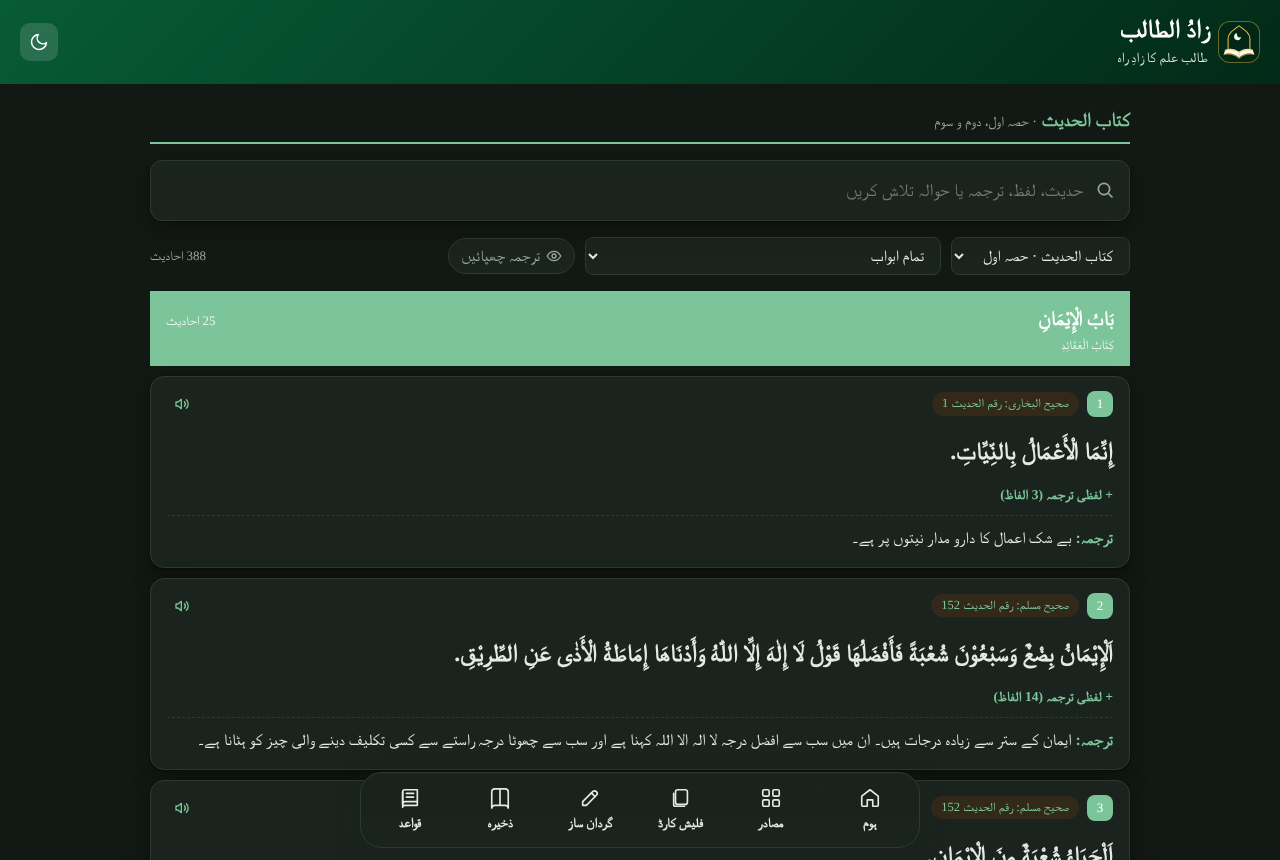 زادُ الطالب
طالب علم کا زادِ راہ
کتاب الحدیث · حصہ اول، دوم و سوم
حدیث، لفظ، ترجمہ یا حوالہ تلاش کریں
کتاب الحدیث · حصہ اول
تمام ابواب
ترجمہ چھپائیں
388 احادیث
بَابُ الْإِيْمَانِ
كِتَابُ الْعَقَائِدِ
25 احادیث
1
صحیح البخاری: رقم الحدیث 1
إِنَّمَا الْأَعْمَالُ بِالنِّيَّاتِ.
+ لفظی ترجمہ (3 الفاظ)
ترجمہ: بے شک اعمال کا دارو مدار نیتوں پر ہے۔
2
صحیح مسلم: رقم الحدیث 152
اَلْإِيْمَانُ بِضْعٌ وَسَبْعُوْنَ شُعْبَةً فَأَفْضَلُهَا قَوْلُ لَا إِلٰهَ إِلَّا اللّٰهُ وَأَدْنَاهَا إِمَاطَةُ الْأَذٰى عَنِ الطَّرِيْقِ.
+ لفظی ترجمہ (14 الفاظ)
ترجمہ: ایمان کے ستر سے زیادہ درجات ہیں۔ ان میں سب سے افضل درجہ لا الہ الا اللہ کہنا ہے اور سب سے چھوٹا درجہ راستے سے کسی تکلیف دینے والی چیز کو ہٹانا ہے۔
3
صحیح مسلم: رقم الحدیث 152
اَلْحَيَاءُ شُعْبَةٌ مِنَ الْإِيْمَانِ.
ہوم
مصادر
فلیش کارڈ
گردان ساز
ذخیرہ
قواعد